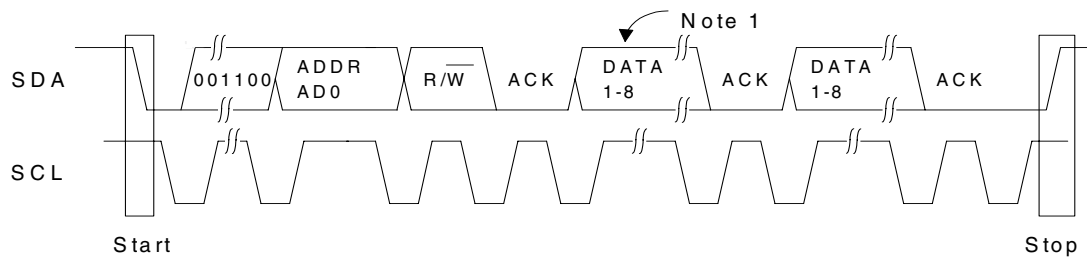 Note 1
SDA
001100
ADDR
AD0
R/W
ACK
DATA
1-8
ACK
DATA
1-8
ACK
SCL
Start
Stop